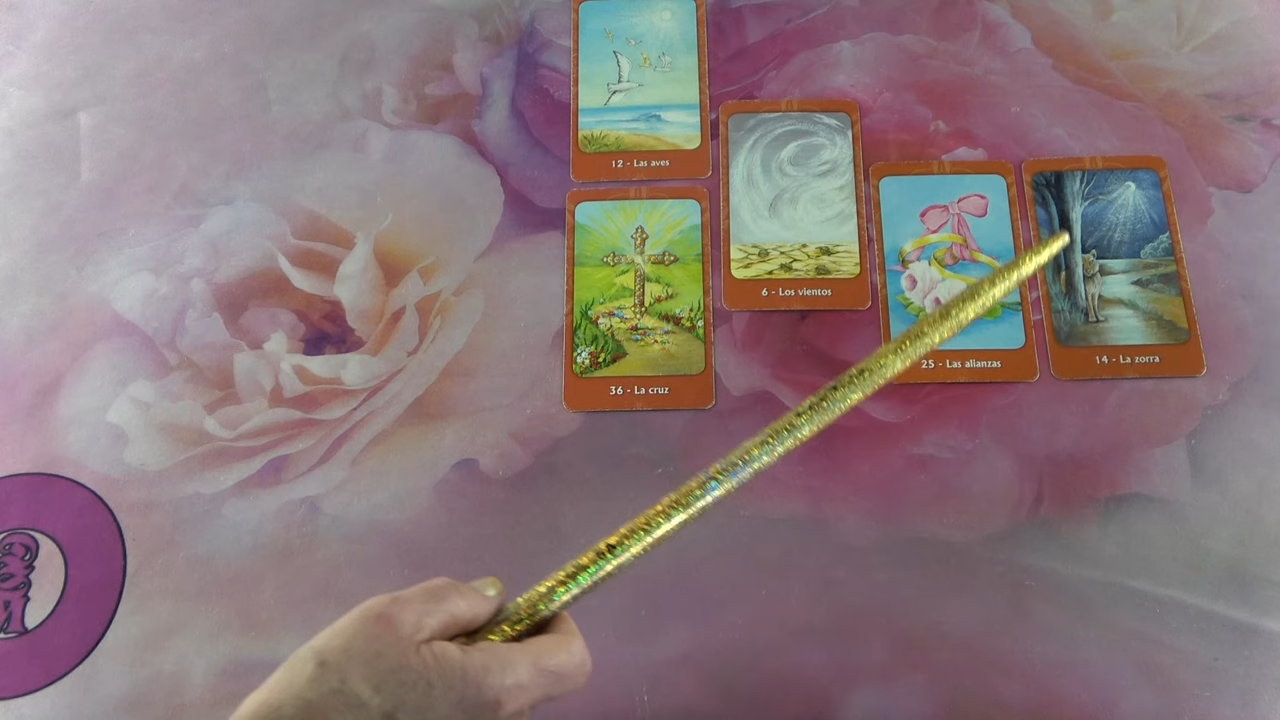 12 - Las aves
36 - La cruz
6 - Los vientos
25 - Las alianzas
14 - La zorra